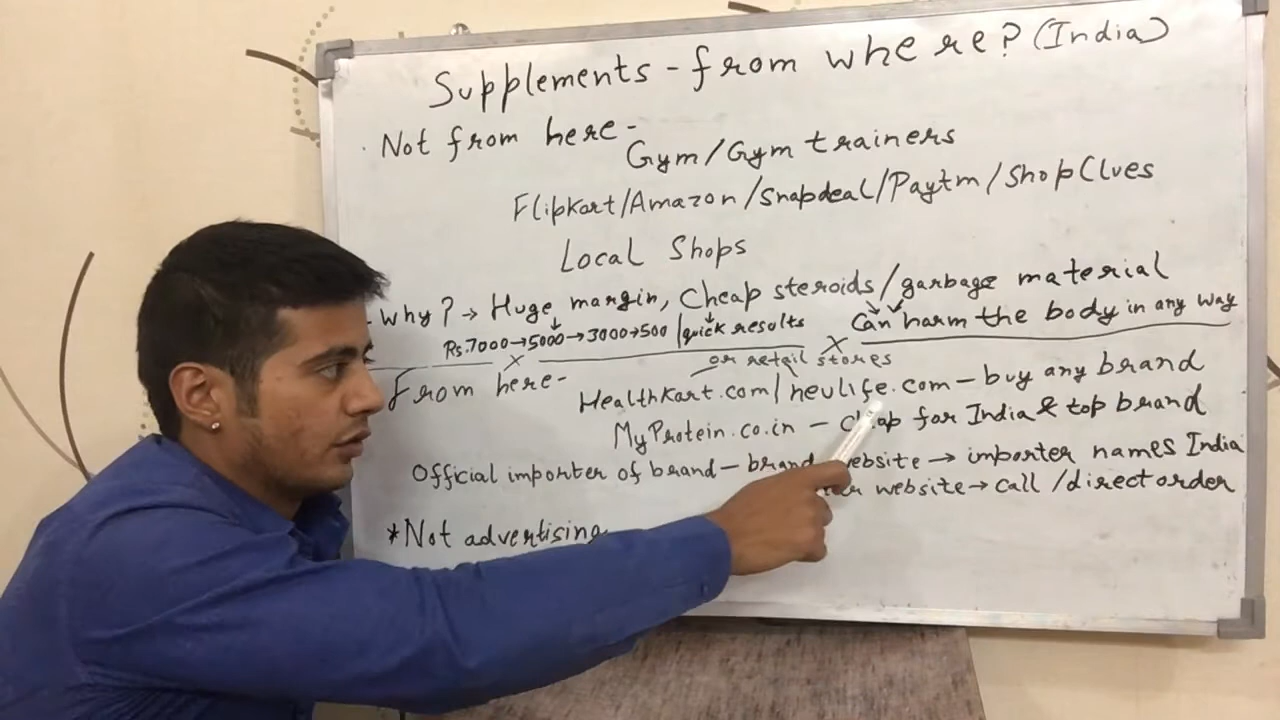 Supplements - from where? (India)
Not from here -
Gym/Gym trainers
Flipkart/Amazon/Snapdeal/Paytm/ShopClues
Local Shops
Why? → Huge margin, Cheap steroids/garbage material
Rs.7000→5000→3000→500 quick results
Can harm the body in any way
From here -
or retail stores
HealthKart.com/neulife.com - buy any brand
MyProtein.co.in - Cheap for India & top brand
Official importer of brand - brand website → importer names India
website → call/direct order
*Not advertising